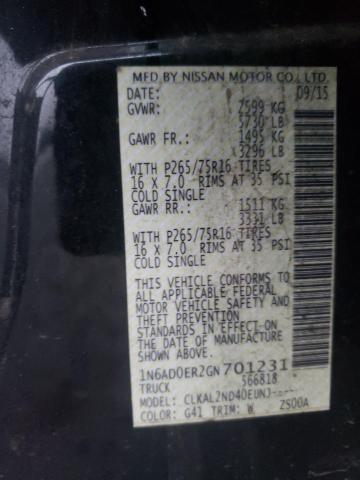 MFD BY NISSAN MOTOR CO., LTD.
DATE: 09/15
GVWR: 2599 KG
5730 LB
GAWR FR.: 1495 KG
3296 LB
WITH P265/75R16 TIRES
16 X 7.0 RIMS AT 35 PSI
COLD SINGLE
GAWR RR.: 1511 KG
3331 LB
WITH P265/75R16 TIRES
16 X 7.0 RIMS AT 35 PSI
COLD SINGLE
THIS VEHICLE CONFORMS TO
ALL APPLICABLE FEDERAL
MOTOR VEHICLE SAFETY AND
THEFT PREVENTION
STANDARDS IN EFFECT ON
THE DATE OF MANUFACTURE
SHOWN ABOVE.
1N6AD0ER2GN701231
TRUCK 566818
MODEL:
COLOR: G41 TRIM: W 2S00A